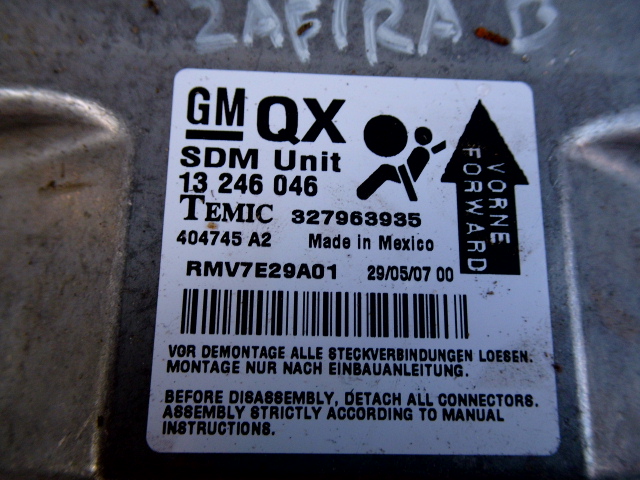 ZAFIRA B
GM QX
SDM Unit
13 246 046
TEMIC 327963935
404745 A2 Made in Mexico
RMV7E29A01 29/05/07 00
VORNE
FORWARD
VOR DEMONTAGE ALLE STECKVERBINDUNGEN LOESEN.
MONTAGE NUR NACH EINBAUANLEITUNG.
BEFORE DISASSEMBLY, DETACH ALL CONNECTORS.
ASSEMBLY STRICTLY ACCORDING TO MANUAL
INSTRUCTIONS.